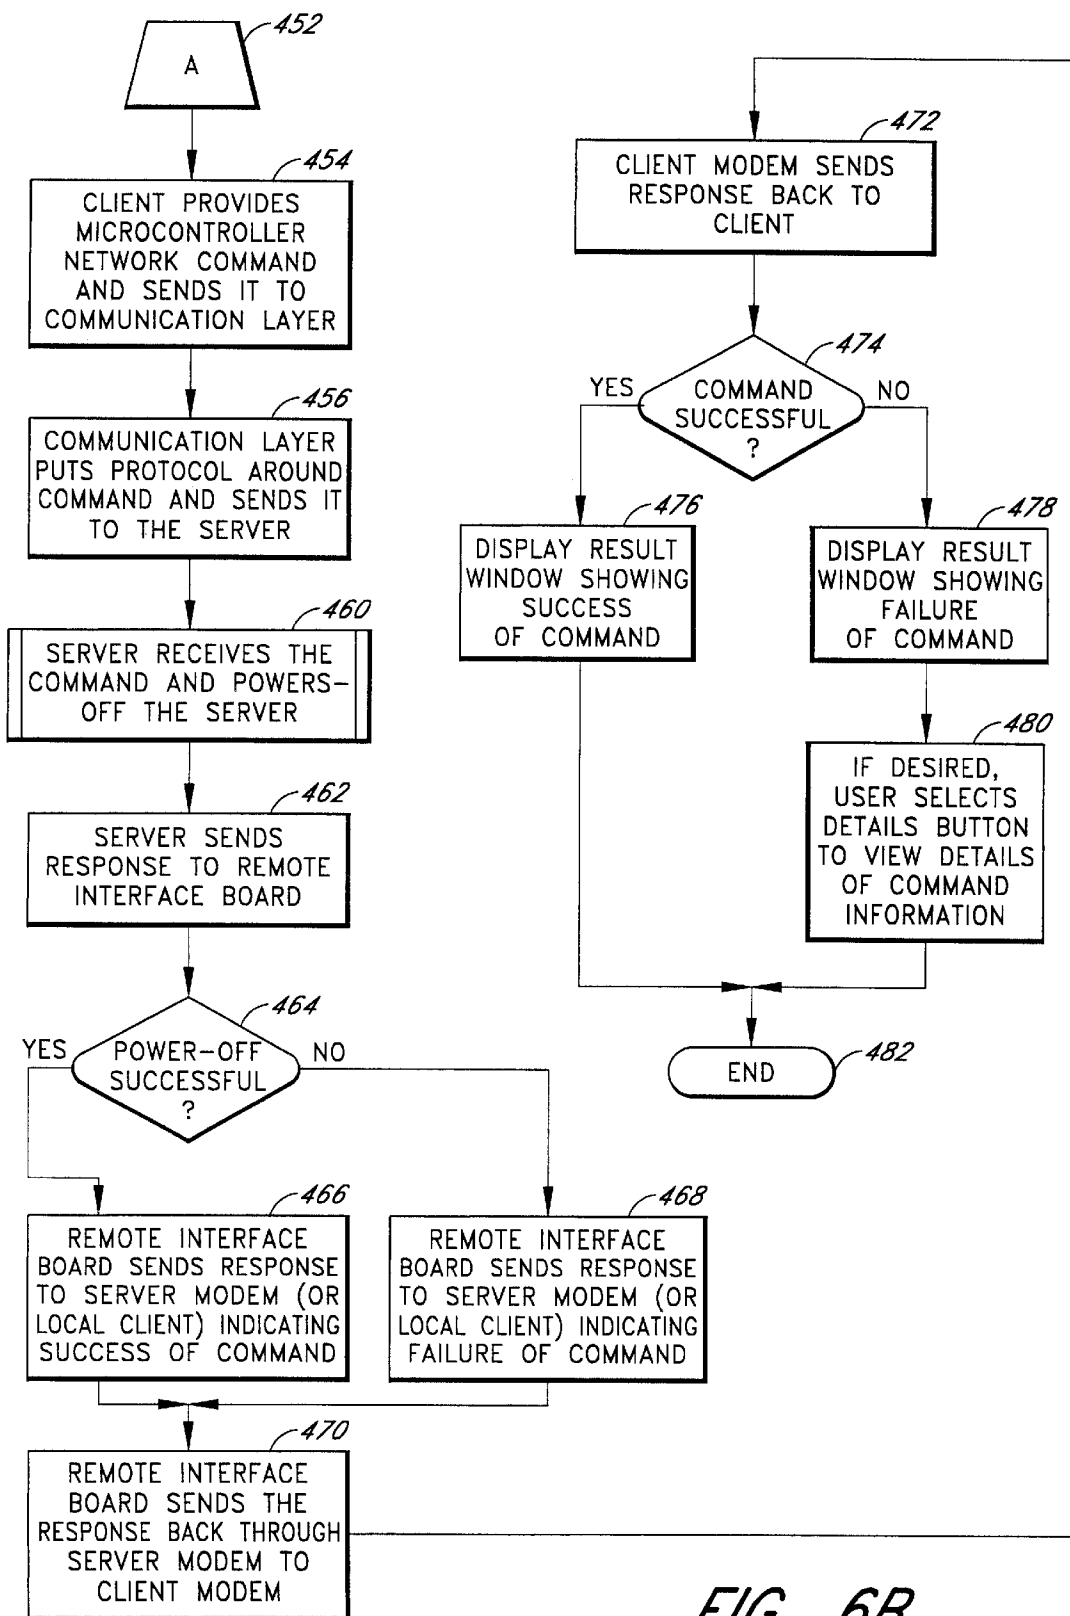 452
A
454
CLIENT PROVIDES
MICROCONTROLLER
NETWORK COMMAND
AND SENDS IT TO
COMMUNICATION LAYER
456
COMMUNICATION LAYER
PUTS PROTOCOL AROUND
COMMAND AND SENDS IT
TO THE SERVER
460
SERVER RECEIVES THE
COMMAND AND POWERS-
OFF THE SERVER
462
SERVER SENDS
RESPONSE TO REMOTE
INTERFACE BOARD
464
YES
POWER-OFF
SUCCESSFUL
?
NO
466
REMOTE INTERFACE
BOARD SENDS RESPONSE
TO SERVER MODEM (OR
LOCAL CLIENT) INDICATING
SUCCESS OF COMMAND
468
REMOTE INTERFACE
BOARD SENDS RESPONSE
TO SERVER MODEM (OR
LOCAL CLIENT) INDICATING
FAILURE OF COMMAND
470
REMOTE INTERFACE
BOARD SENDS THE
RESPONSE BACK THROUGH
SERVER MODEM TO
CLIENT MODEM
472
CLIENT MODEM SENDS
RESPONSE BACK TO
CLIENT
474
YES
COMMAND
SUCCESSFUL
?
NO
476
DISPLAY RESULT
WINDOW SHOWING
SUCCESS
OF COMMAND
478
DISPLAY RESULT
WINDOW SHOWING
FAILURE
OF COMMAND
480
IF DESIRED,
USER SELECTS
DETAILS BUTTON
TO VIEW DETAILS
OF COMMAND
INFORMATION
END
482
FIG. 6B